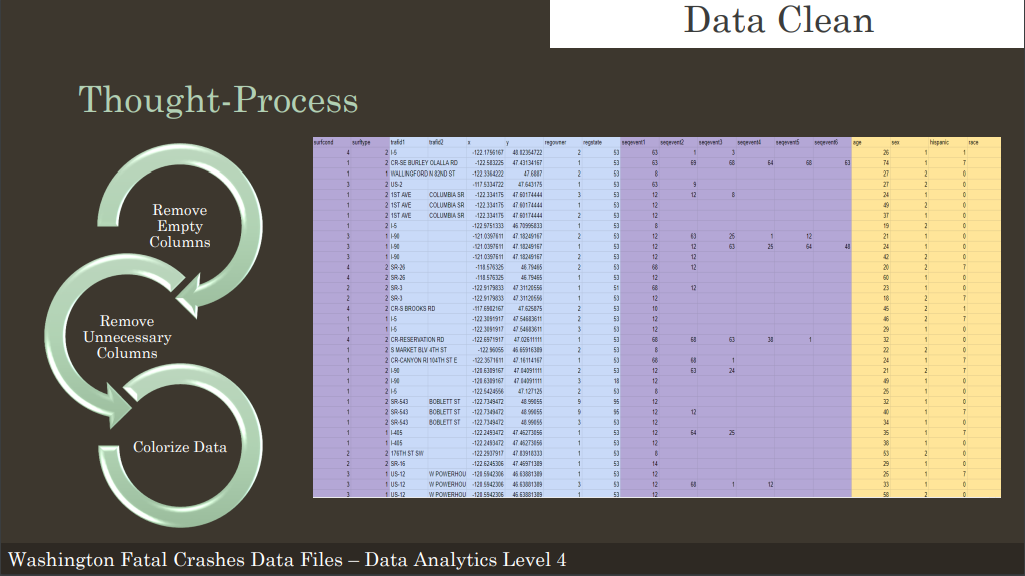 Data Clean
Thought-Process
Remove
Empty
Columns
Remove
Unnecessary
Columns
Colorize Data
surfcond surftype trafid1 trafid2 x y regowner regstate seqevent1 seqevent2 seqevent3 seqevent4 seqevent5 seqevent6 age sex hispanic race
4 2 I-5 -122.1756167 48.02354722 2 53 63 1 3 26 1 0
1 2 CR-SE BURLEY OLALLA RD -122.583225 47.43134167 1 53 63 69 68 64 68 63 74 1 7
1 1 WALLINGFORD N 82ND ST -122.3364222 47.6887 2 53 8 27 2 0
3 2 US-2 -117.5334722 47.643175 1 53 63 9 27 2 0
1 2 1ST AVE COLUMBIA SR -122.334175 47.60174444 3 53 12 12 8 24 1 0
1 2 1ST AVE COLUMBIA SR -122.334175 47.60174444 2 53 12 49 2 0
1 2 1ST AVE COLUMBIA SR -122.334175 47.60174444 2 53 12 37 1 0
1 2 I-5 -122.9751333 46.70995833 1 53 8 19 2 0
3 1 I-90 -121.0397611 47.18249167 2 53 12 63 25 1 12 21 1 0
3 1 I-90 -121.0397611 47.18249167 1 53 12 12 63 25 64 48 24 1 0
3 1 I-90 -121.0397611 47.18249167 2 53 12 12 42 2 0
4 2 SR-26 -118.576325 46.79465 2 53 68 12 20 2 7
4 2 SR-26 -118.576325 46.79465 2 53 12 60 1 0
2 2 SR-3 -122.9179833 47.31120556 1 51 68 12 23 1 0
2 2 SR-3 -122.9179833 47.31120556 1 53 12 18 2 7
4 2 CR-S BROOKS RD -117.6982167 47.625875 2 53 10 45 2 1
1 1 I-5 -122.3091917 47.54683611 2 53 12 46 2 7
1 1 I-5 -122.3091917 47.54683611 3 53 12 29 1 0
4 2 CR-RESERVATION RD -122.6971917 47.02611111 1 53 68 68 63 38 1 32 1 0
1 2 S MARKET BLV 4TH ST -122.96055 46.65916389 2 53 8 22 2 0
1 2 CR-CANYON RI 104TH ST E -122.3571611 47.16114167 1 53 68 68 1 24 1 7
1 2 I-90 -120.6309167 47.04091111 2 53 12 63 24 21 2 7
1 1 I-90 -120.6309167 47.04091111 3 18 12 49 1 0
1 2 I-5 -122.5424556 47.127125 2 53 8 25 1 0
1 2 SR-543 BOBLETT ST -122.7349472 48.99055 9 95 12 32 1 0
1 2 SR-543 BOBLETT ST -122.7349472 48.99055 9 95 12 12 40 1 7
1 2 SR-543 BOBLETT ST -122.7349472 48.99055 3 53 12 34 1 0
1 1 I-405 -122.2493472 47.46273056 1 53 12 64 25 35 1 7
1 1 I-405 -122.2493472 47.46273056 1 53 12 38 1 0
2 2 176TH ST SW -122.2937917 47.83918333 1 53 8 53 2 0
2 2 SR-16 -122.6245306 47.46971389 1 53 14 29 1 0
3 1 US-12 W POWERHOU -120.5942306 46.63881389 1 53 12 25 1 7
3 1 US-12 W POWERHOU -120.5942306 46.63881389 3 53 12 68 1 12 33 1 0
3 1 US-12 W POWERHOU -120.5942306 46.63881389 1 53 12 58 2 0
Washington Fatal Crashes Data Files – Data Analytics Level 4